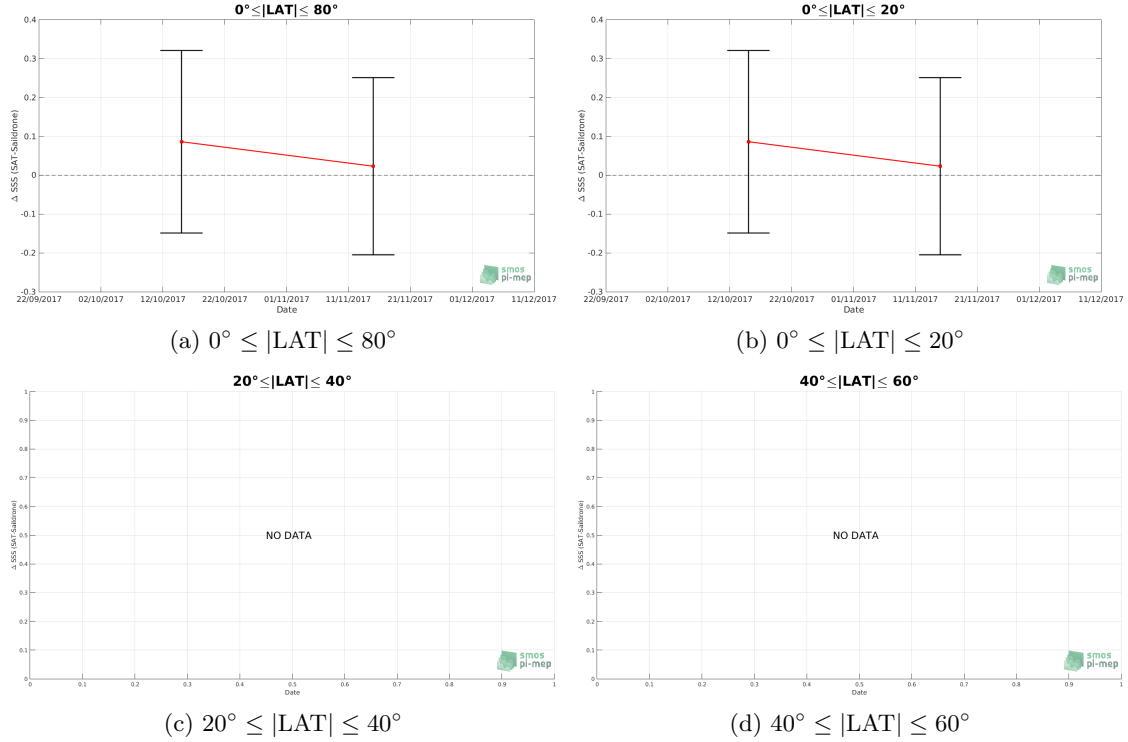 0°≤|LAT|≤ 80°
0.4
0.3
0.2
0.1
0
-0.1
-0.2
-0.3
Δ SSS (SAT-Saildrone)
22/09/2017 02/10/2017 12/10/2017 22/10/2017 01/11/2017 11/11/2017 21/11/2017 01/12/2017 11/12/2017
Date
smos
pi-mep
(a) 0° ≤ |LAT| ≤ 80°
0°≤|LAT|≤ 20°
0.4
0.3
0.2
0.1
0
-0.1
-0.2
-0.3
Δ SSS (SAT-Saildrone)
22/09/2017 02/10/2017 12/10/2017 22/10/2017 01/11/2017 11/11/2017 21/11/2017 01/12/2017 11/12/2017
Date
smos
pi-mep
(b) 0° ≤ |LAT| ≤ 20°
20°≤|LAT|≤ 40°
1
0.9
0.8
0.7
0.6
0.5
0.4
0.3
0.2
0.1
0
Δ SSS (SAT-Saildrone)
NO DATA
0 0.1 0.2 0.3 0.4 0.5 0.6 0.7 0.8 0.9 1
Date
smos
pi-mep
(c) 20° ≤ |LAT| ≤ 40°
40°≤|LAT|≤ 60°
1
0.9
0.8
0.7
0.6
0.5
0.4
0.3
0.2
0.1
0
Δ SSS (SAT-Saildrone)
NO DATA
0 0.1 0.2 0.3 0.4 0.5 0.6 0.7 0.8 0.9 1
Date
smos
pi-mep
(d) 40° ≤ |LAT| ≤ 60°